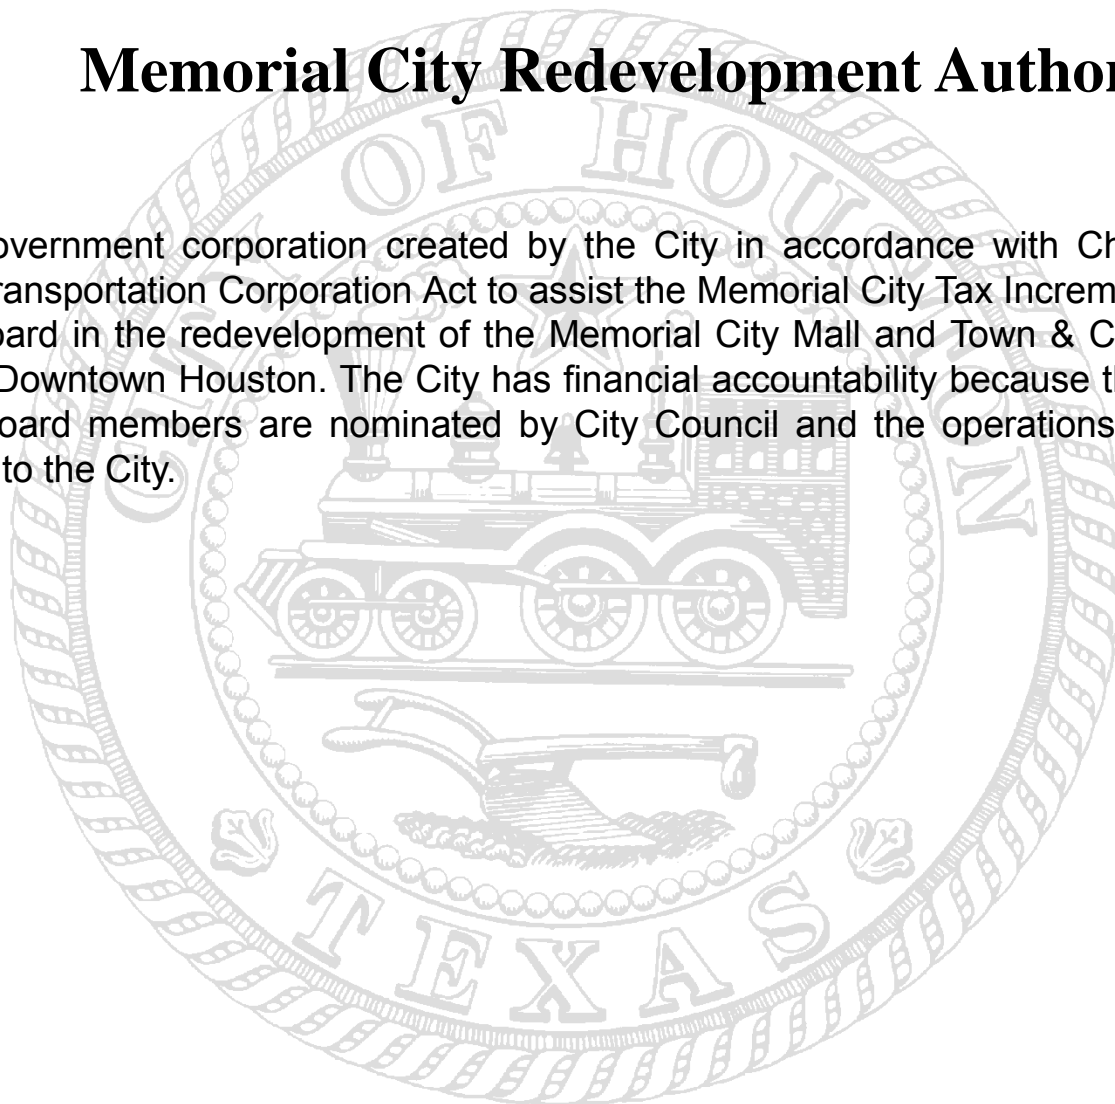 Memorial City Redevelopment Author
overnment corporation created by the City in accordance with Ch
ransportation Corporation Act to assist the Memorial City Tax Increm
oard in the redevelopment of the Memorial City Mall and Town & C
Downtown Houston. The City has financial accountability because t
oard members are nominated by City Council and the operations
to the City.
CITY OF HOUSTON
TEXAS